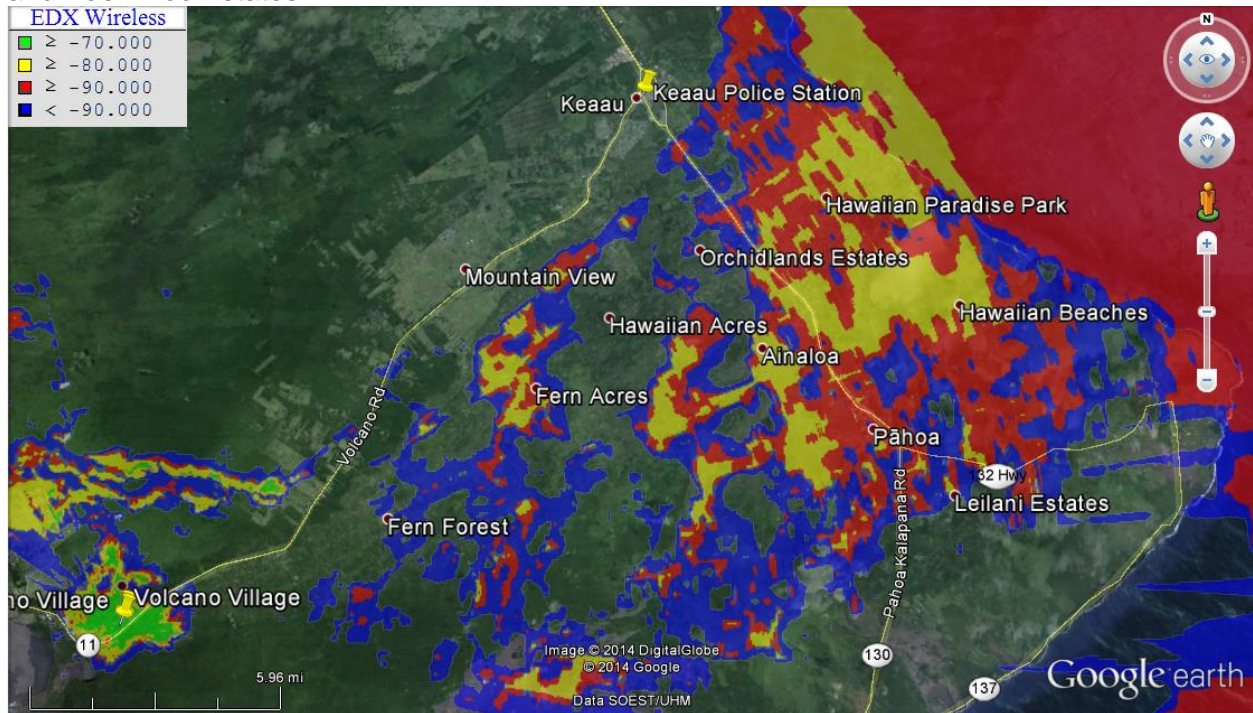 EDX Wireless
≥ -70.000
≥ -80.000
≥ -90.000
< -90.000
N
Keaau Police Station
Keaau
Hawaiian Paradise Park
Orchidlands Estates
Mountain View
Hawaiian Beaches
Hawaiian Acres
Ainaloa
Fern Acres
Volcano Rd
Pāhoa
132 Hwy
Leilani Estates
Fern Forest
Pahoa Kalapana Rd
no Village
Volcano Village
11
130
137
5.96 mi
Image © 2014 DigitalGlobe
© 2014 Google
Data SOEST/UHM
Google earth